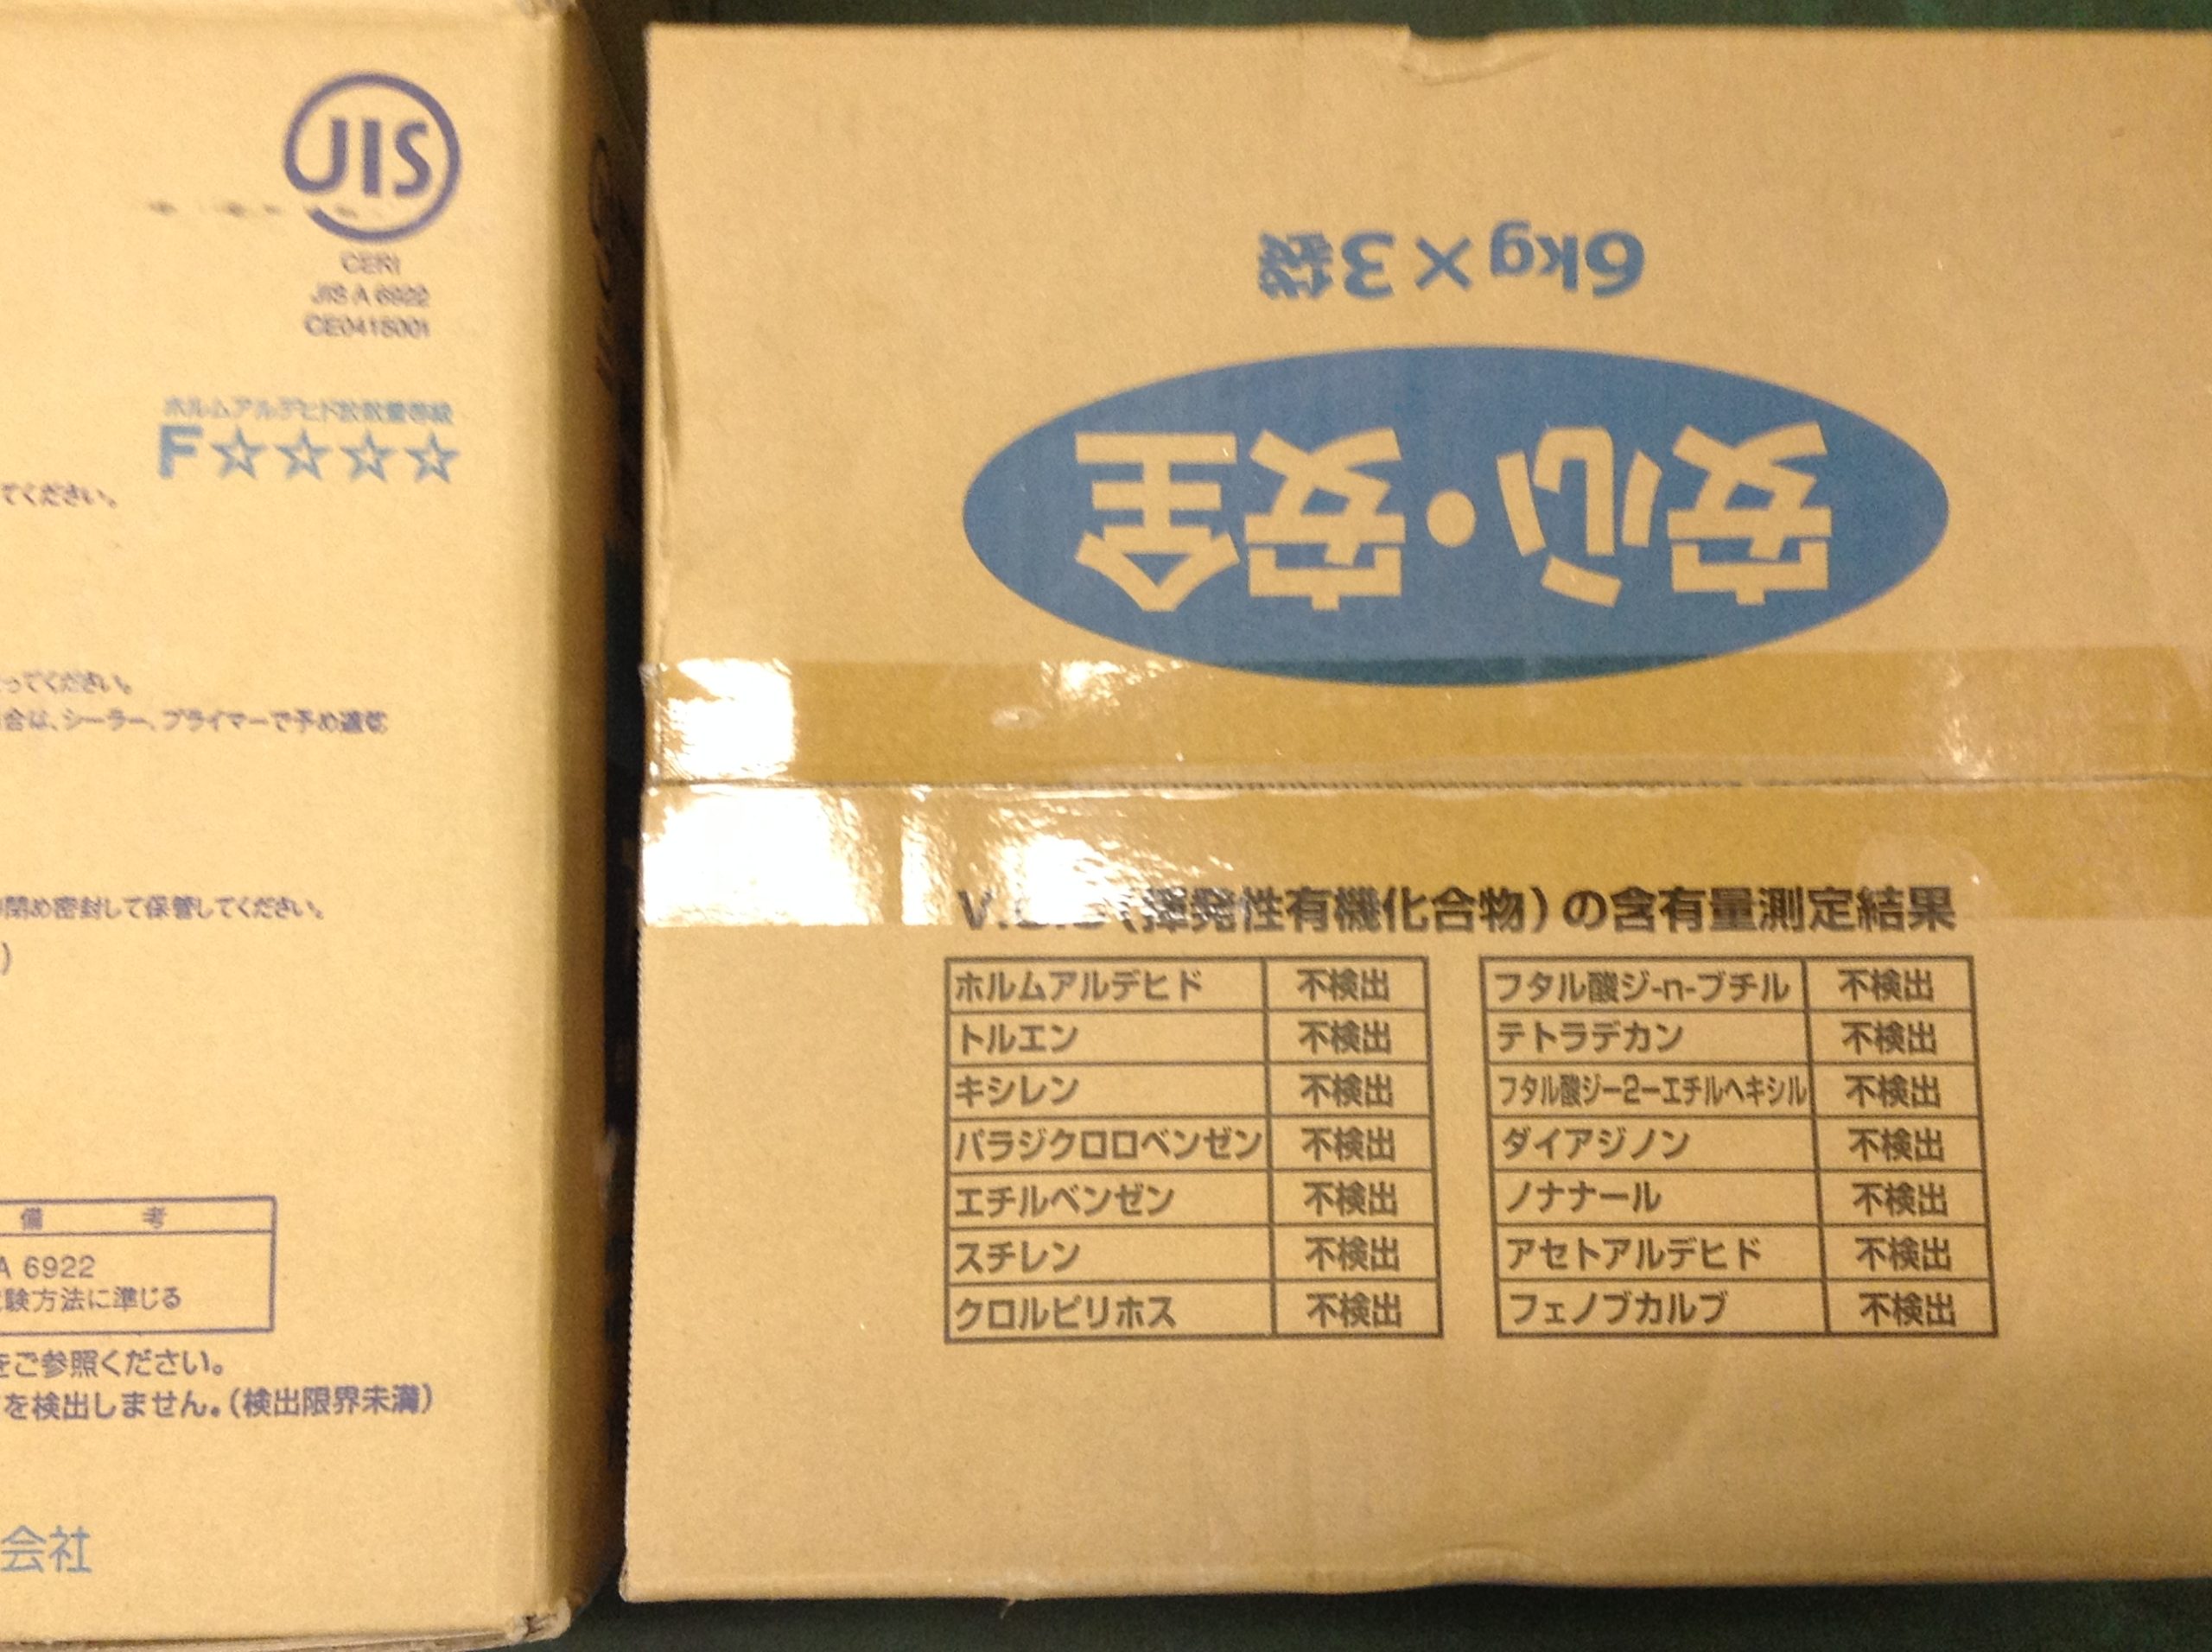 JIS
CERI
JIS A 6922
CE0418001
ホルムアルデヒド放散量等級
F☆☆☆☆
てください。
ってください。
合は、シーラー、プライマーで予め適切
閉め密封して保管してください。
)
備 考
A 6922
験方法に準じる
をご参照ください。
を検出しません。(検出限界未満)
会社
6kg×3袋
安心・安全
V.O.C(揮発性有機化合物)の含有量測定結果
ホルムアルデヒド 不検出
トルエン 不検出
キシレン 不検出
パラジクロロベンゼン 不検出
エチルベンゼン 不検出
スチレン 不検出
クロルピリホス 不検出
フタル酸ジ-n-ブチル 不検出
テトラデカン 不検出
フタル酸ジー2ーエチルヘキシル 不検出
ダイアジノン 不検出
ノナナール 不検出
アセトアルデヒド 不検出
フェノブカルブ 不検出